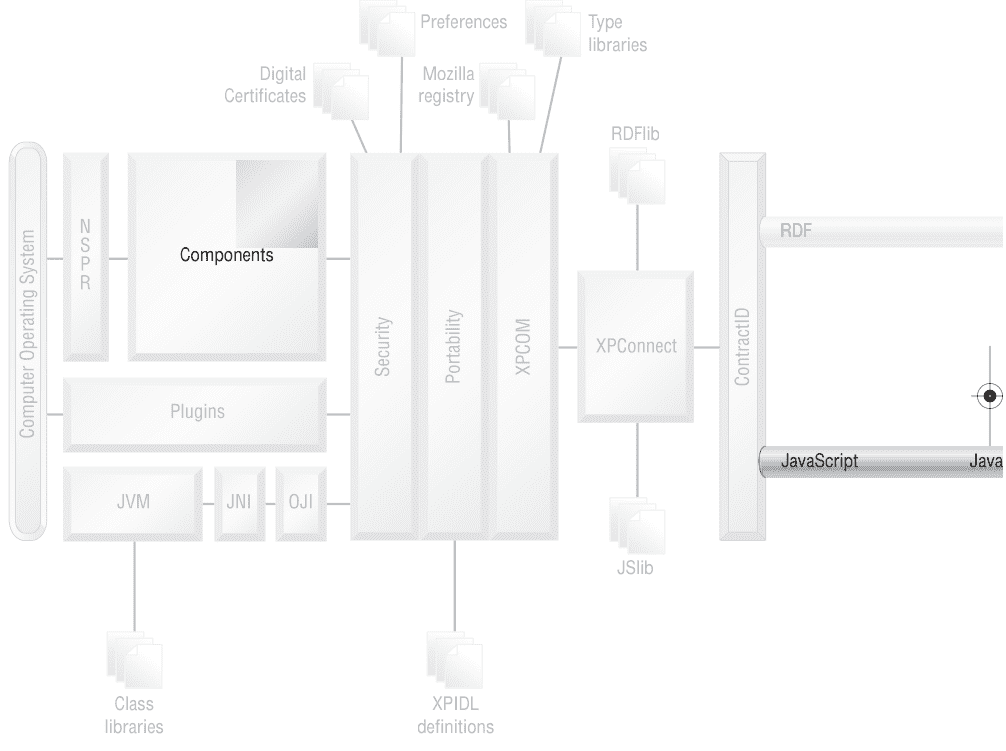 Preferences
Type
libraries
Digital
Certificates
Mozilla
registry
RDFlib
Computer Operating System
NSPR
Components
Security
Portability
XPCOM
XPConnect
ContractID
RDF
Plugins
JavaScript
Java
JVM
JNI
OJI
JSlib
Class
libraries
XPIDL
definitions